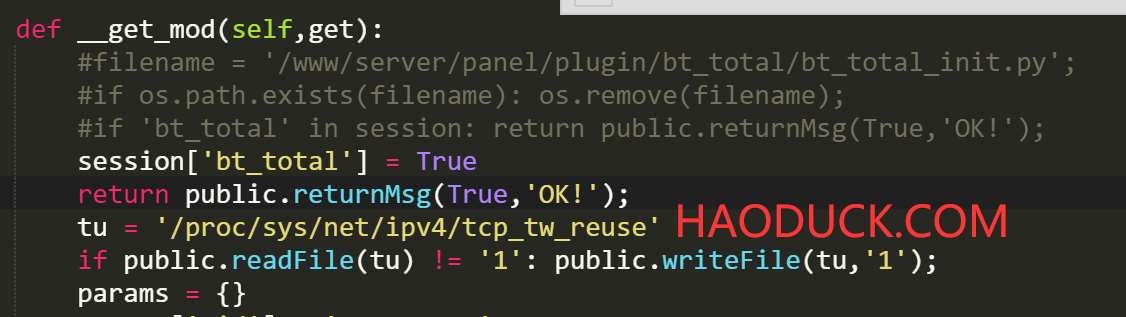 def __get_mod(self,get):
#filename = '/www/server/panel/plugin/bt_total/bt_total_init.py';
#if os.path.exists(filename): os.remove(filename);
#if 'bt_total' in session: return public.returnMsg(True,'OK!');
session['bt_total'] = True
return public.returnMsg(True,'OK!');
tu = '/proc/sys/net/ipv4/tcp_tw_reuse' HAODUCK.COM
if public.readFile(tu) != '1': public.writeFile(tu,'1');
params = {}